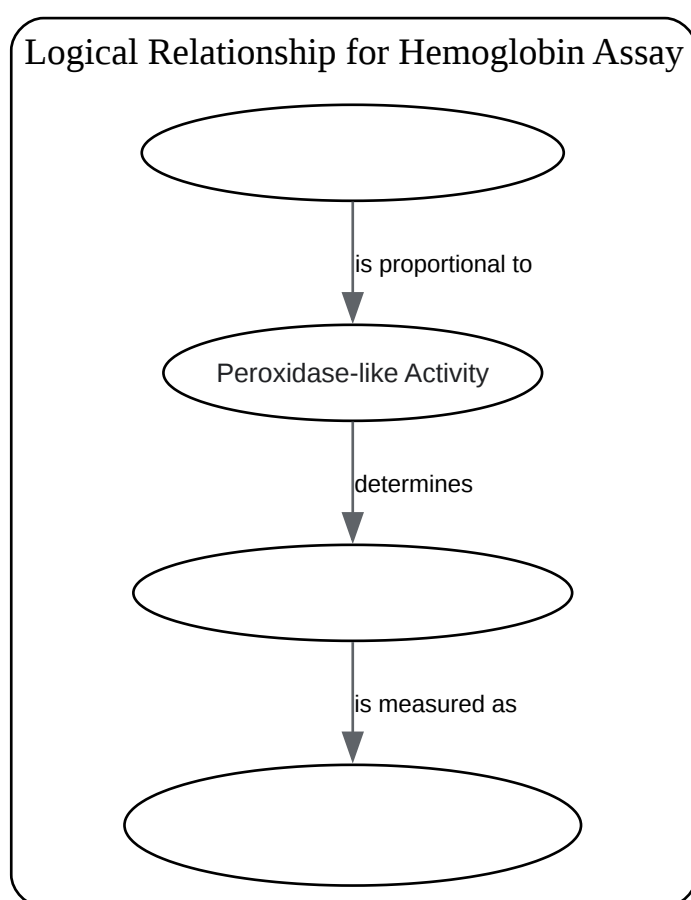 Logical Relationship for Hemoglobin Assay
is proportional to
Peroxidase-like Activity
determines
is measured as